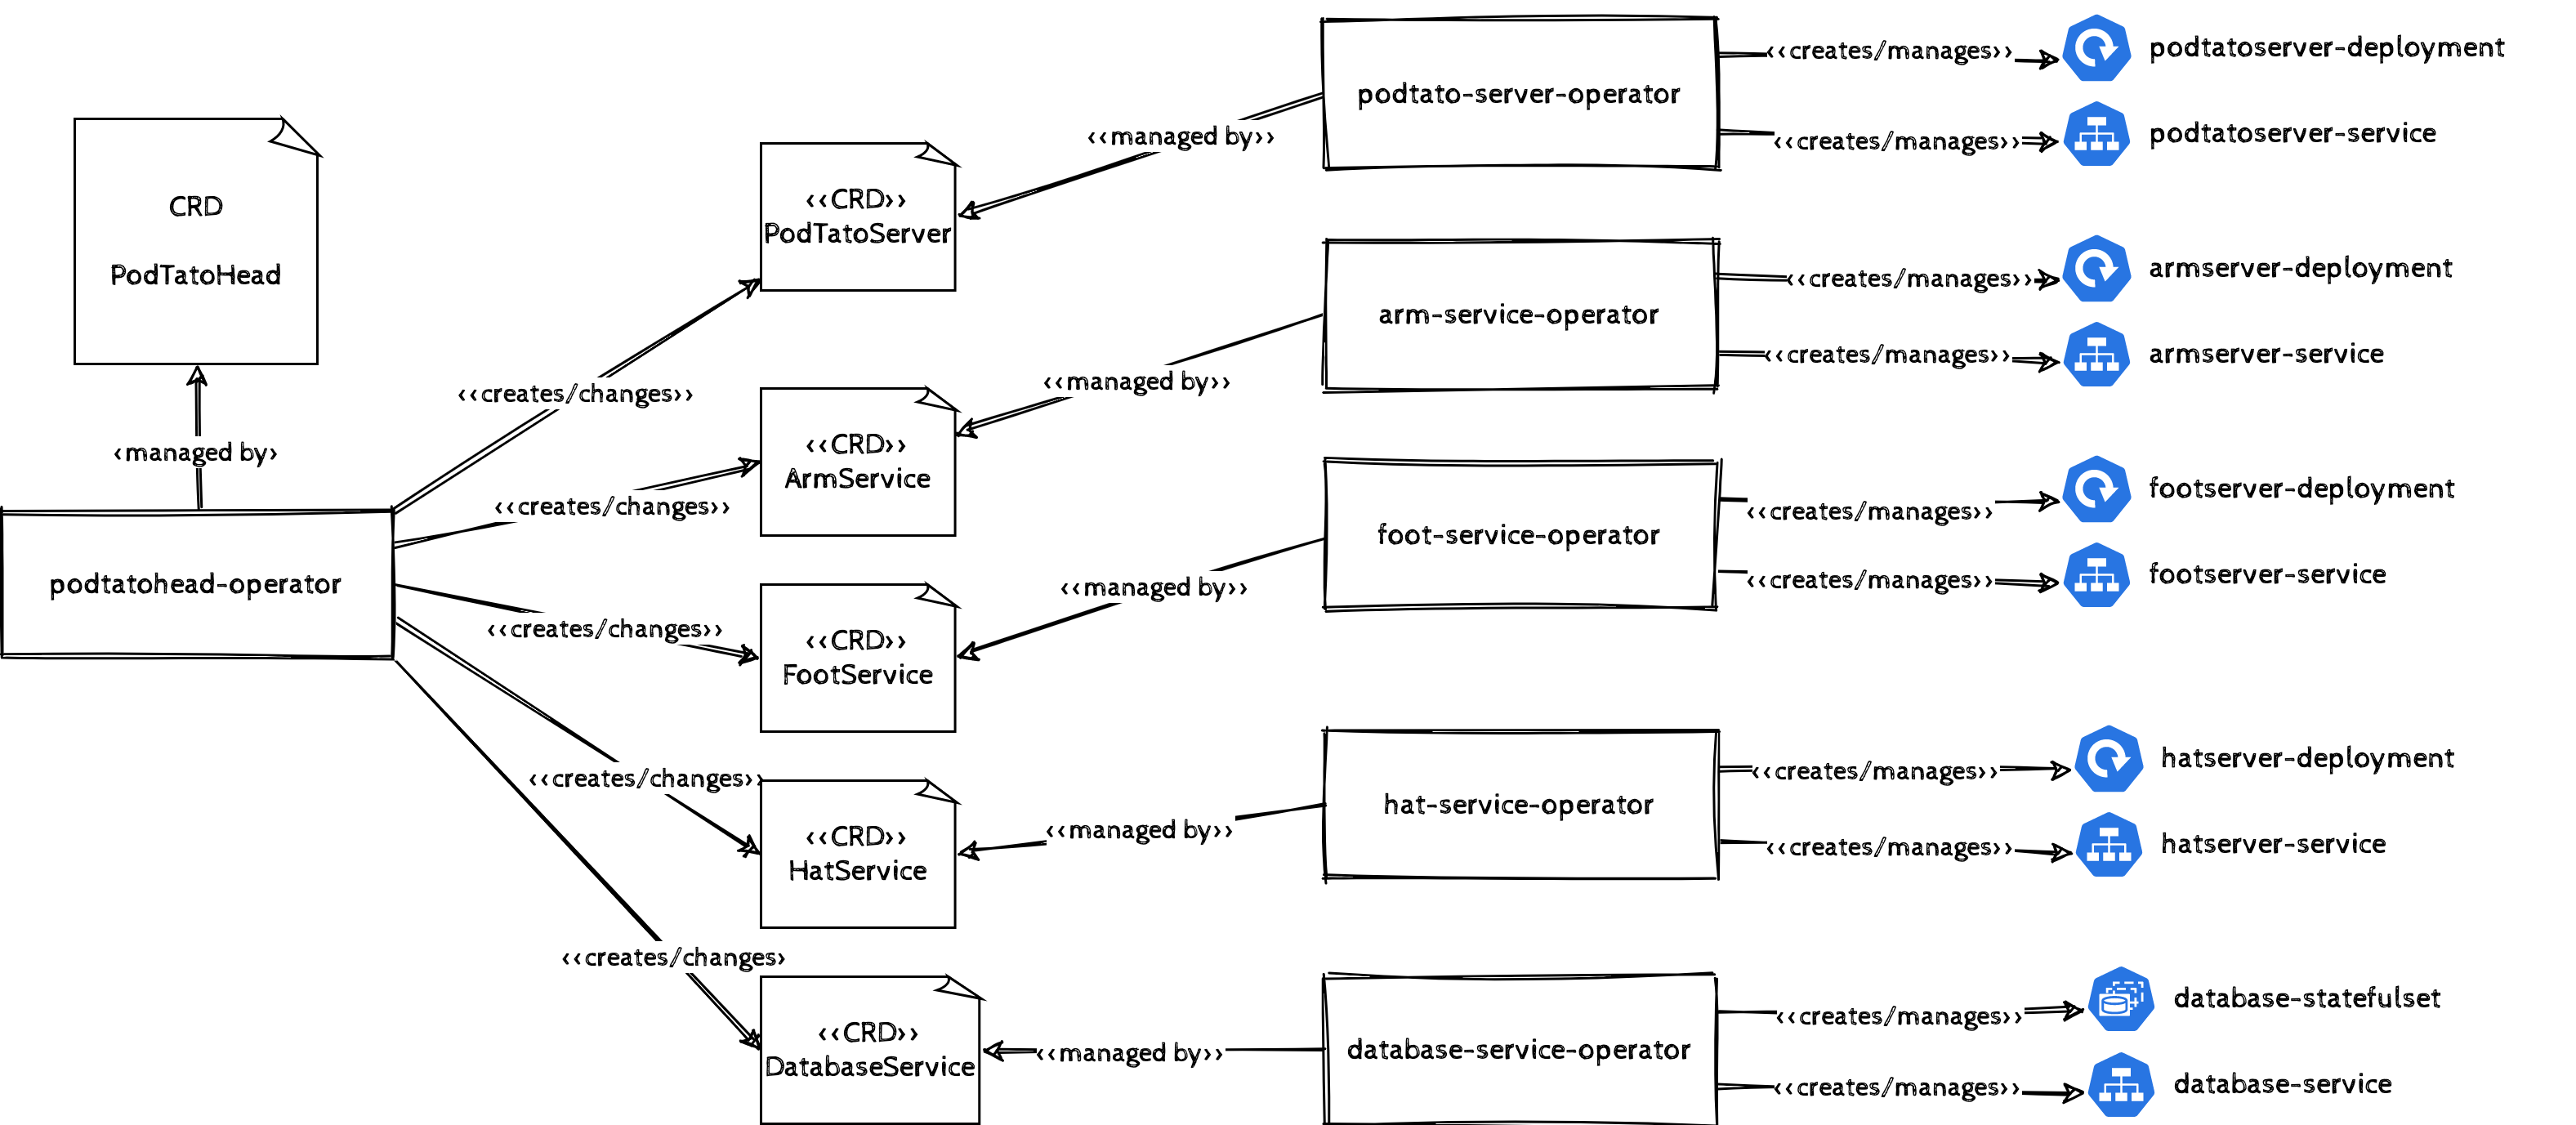 CRD
PodTatoHead
‹managed by›
podtatohead-operator
‹‹creates/changes››
‹‹creates/changes››
‹‹creates/changes››
‹‹creates/changes››
‹‹creates/changes›
‹‹CRD››
PodTatoServer
‹‹CRD››
ArmService
‹‹CRD››
FootService
‹‹CRD››
HatService
‹‹CRD››
DatabaseService
‹‹managed by››
‹‹managed by››
‹‹managed by››
‹‹managed by››
‹‹managed by››
podtato-server-operator
arm-service-operator
foot-service-operator
hat-service-operator
database-service-operator
‹‹creates/manages››
podtatoserver-deployment
‹‹creates/manages››
podtatoserver-service
‹‹creates/manages››
armserver-deployment
‹‹creates/manages››
armserver-service
‹‹creates/manages››
footserver-deployment
‹‹creates/manages››
footserver-service
‹‹creates/manages››
hatserver-deployment
‹‹creates/manages››
hatserver-service
‹‹creates/manages››
database-statefulset
‹‹creates/manages››
database-service